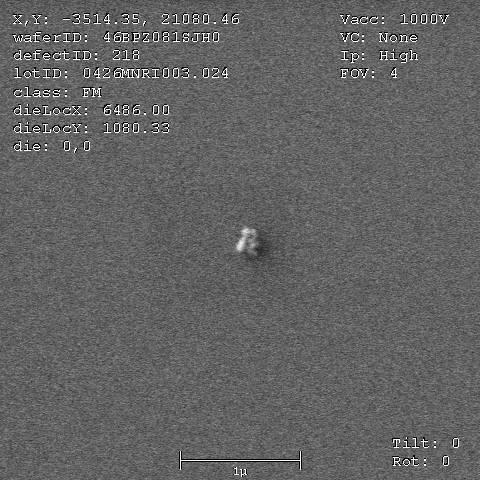 X,Y: -3514.35, 21080.46
waferID: 46BPZ081SJH0
defectID: 218
lotID: 0426MNRI003.024
class: FM
dieLocX: 6486.00
dieLocY: 1080.33
die: 0,0
Vacc: 1000V
VC: None
Ip: High
FOV: 4
Tilt: 0
Rot: 0
1µ